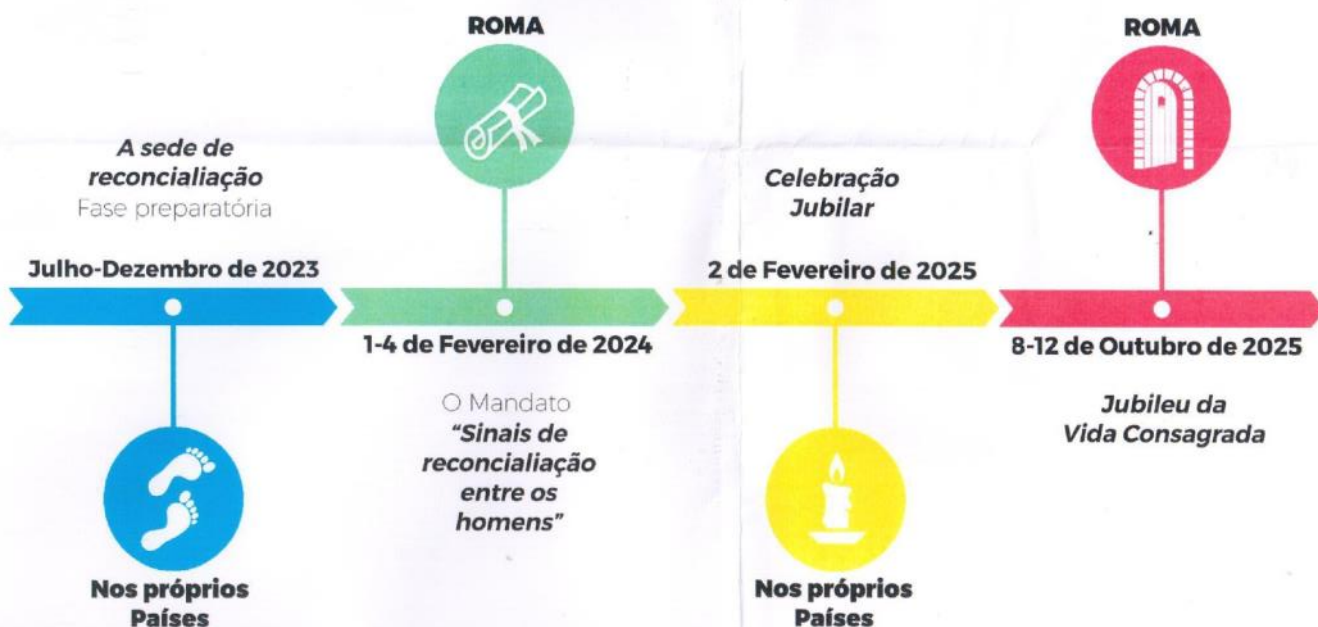 A sede de
reconcialiação
Fase preparatória
Julho-Dezembro de 2023
Nos próprios
Países
ROMA
1-4 de Fevereiro de 2024
O Mandato
“Sinais de
reconcialiação
entre os
homens”
Celebração
Jubilar
2 de Fevereiro de 2025
Nos próprios
Países
ROMA
8-12 de Outubro de 2025
Jubileu da
Vida Consagrada